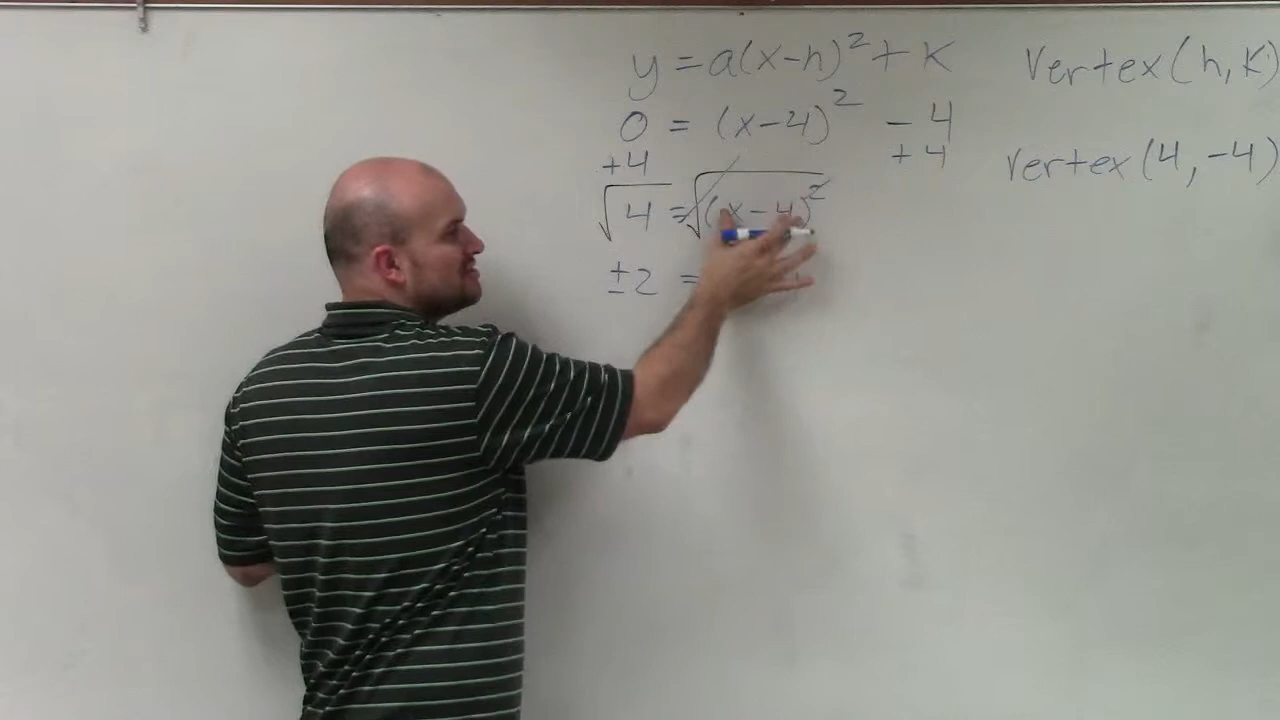 y = a(x-h)² + K Vertex(h, K)
0 = (x-4)² - 4
+4 +4 Vertex(4, -4)
√4 = √(x-4)²
±2 =